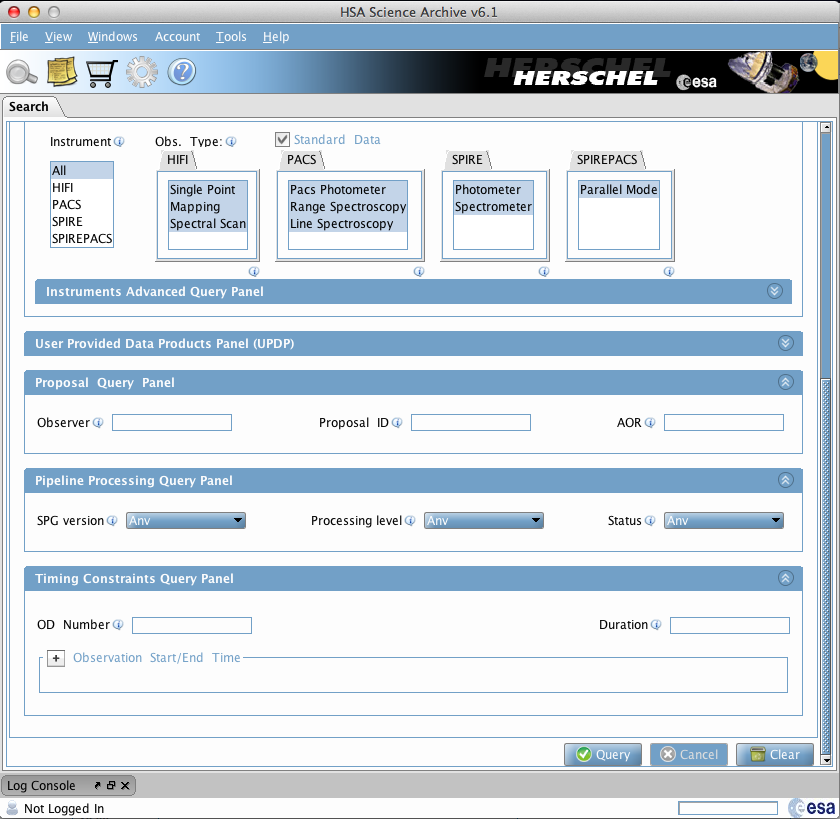 HSA Science Archive v6.1
File View Windows Account Tools Help
HERSCHEL
HERSCHEL esa
Search
Instrument Obs. Type: Standard Data
HIFI PACS SPIRE SPIREPACS
All
HIFI
PACS
SPIRE
SPIREPACS
Single Point
Mapping
Spectral Scan
Pacs Photometer
Range Spectroscopy
Line Spectroscopy
Photometer
Spectrometer
Parallel Mode
Instruments Advanced Query Panel
User Provided Data Products Panel (UPDP)
Proposal Query Panel
Observer Proposal ID AOR
Pipeline Processing Query Panel
SPG version Any Processing level Any Status Any
Timing Constraints Query Panel
OD Number Duration
+ Observation Start/End Time
Query Cancel Clear
Log Console
Not Logged In esa